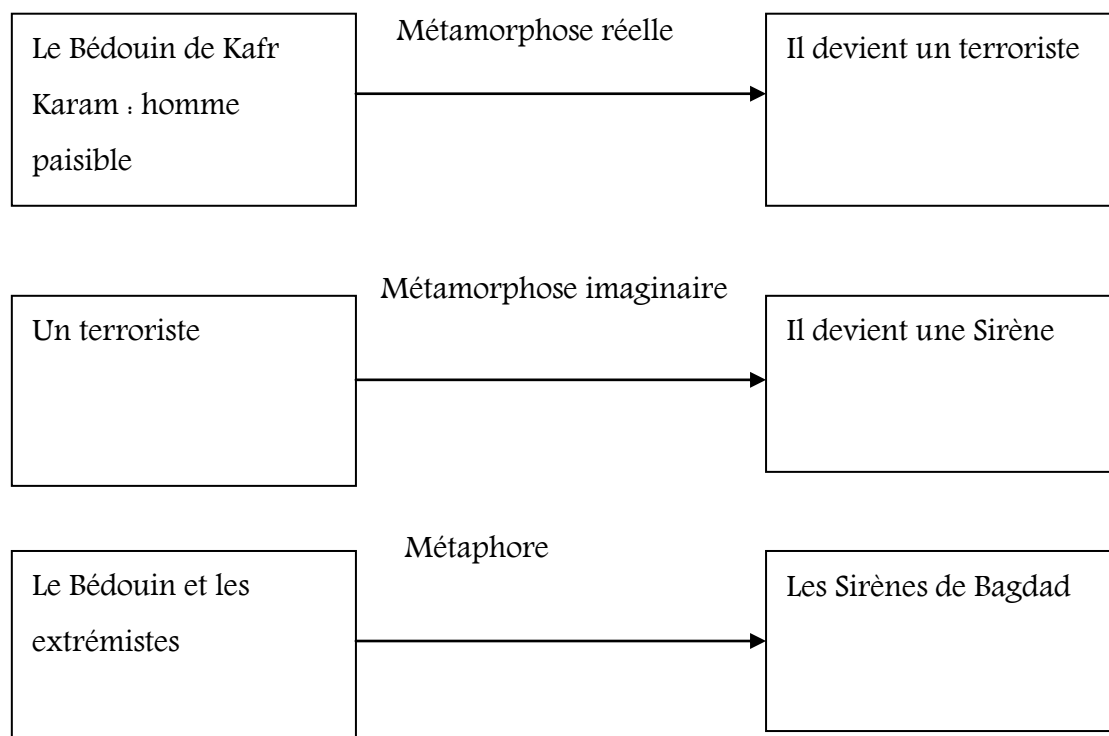 Le Bédouin de Kafr
Karam : homme
paisible
Métamorphose réelle
Il devient un terroriste
Un terroriste
Métamorphose imaginaire
Il devient une Sirène
Le Bédouin et les
extrémistes
Métaphore
Les Sirènes de Bagdad